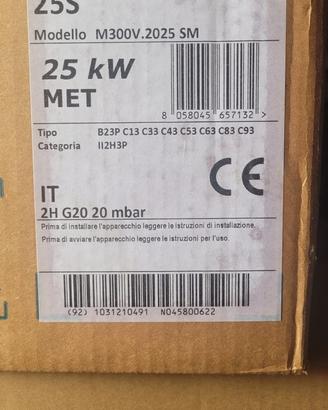 25S
Modello M300V.2025 SM
25 kW
MET
8 058045 657132 >
Tipo B23P C13 C33 C43 C53 C63 C83 C93
Categoria II2H3P
CE
IT
2H G20 20 mbar
Prima di installare l'apparecchio leggere le istruzioni di installazione.
Prima di avviare l'apparecchio leggere le istruzioni per l'uso.
(92) 1031210491 N045800622